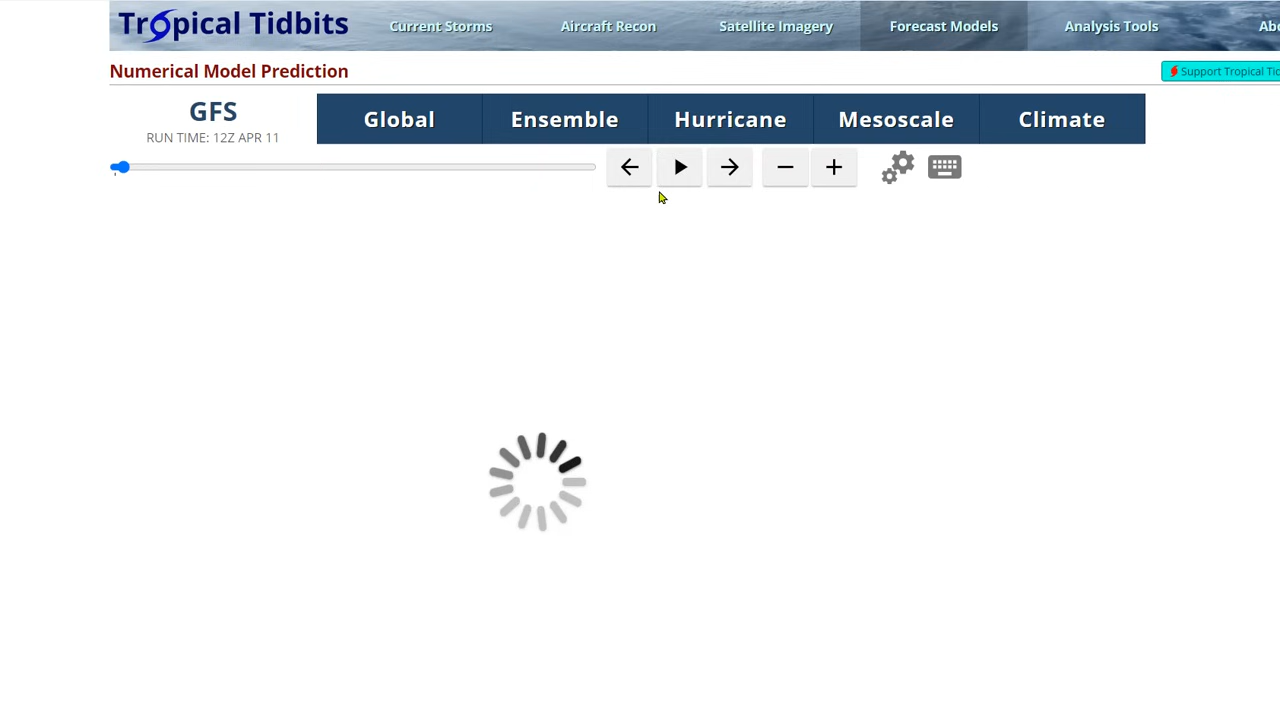 Tropical Tidbits
Current Storms
Aircraft Recon
Satellite Imagery
Forecast Models
Analysis Tools
Numerical Model Prediction
Support Tropical
GFS
RUN TIME: 12Z APR 11
Global
Ensemble
Hurricane
Mesoscale
Climate